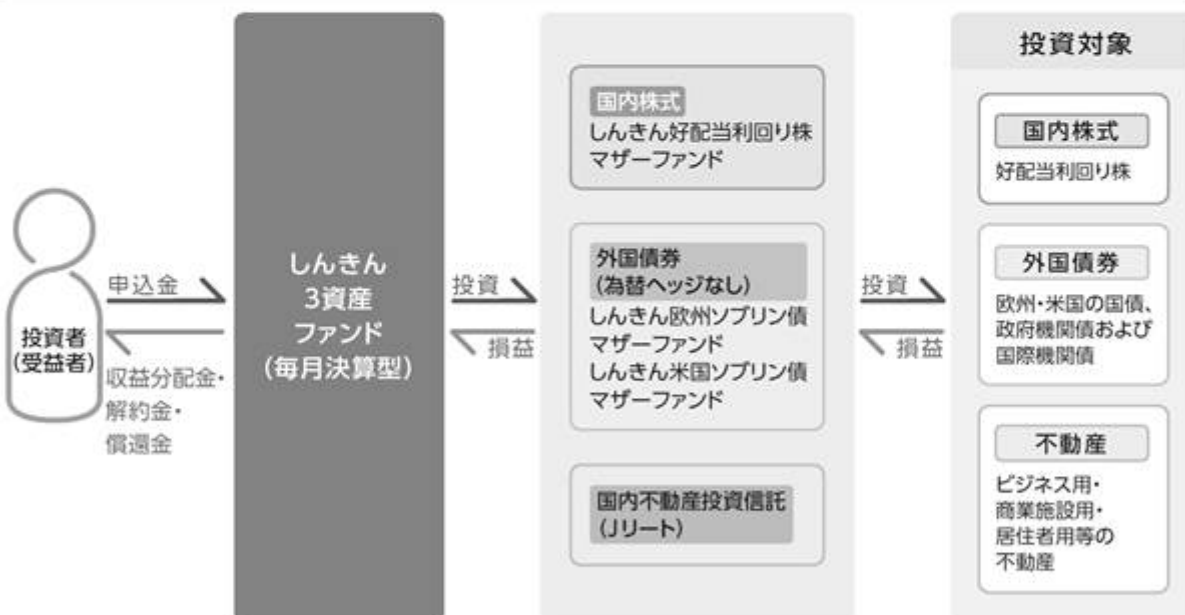 申込金
投資者
(受益者)
収益分配金・
解約金・
償還金
しんきん
3資産
ファンド
(毎月決算型)
投資
損益
国内株式
しんきん好配当利回り株
マザーファンド
外国債券
(為替ヘッジなし)
しんきん欧州ソブリン債
マザーファンド
しんきん米国ソブリン債
マザーファンド
国内不動産投資信託
(Jリート)
投資
損益
投資対象
国内株式
好配当利回り株
外国債券
欧州・米国の国債、
政府機関債および
国際機関債
不動産
ビジネス用・
商業施設用・
居住者用等の
不動産